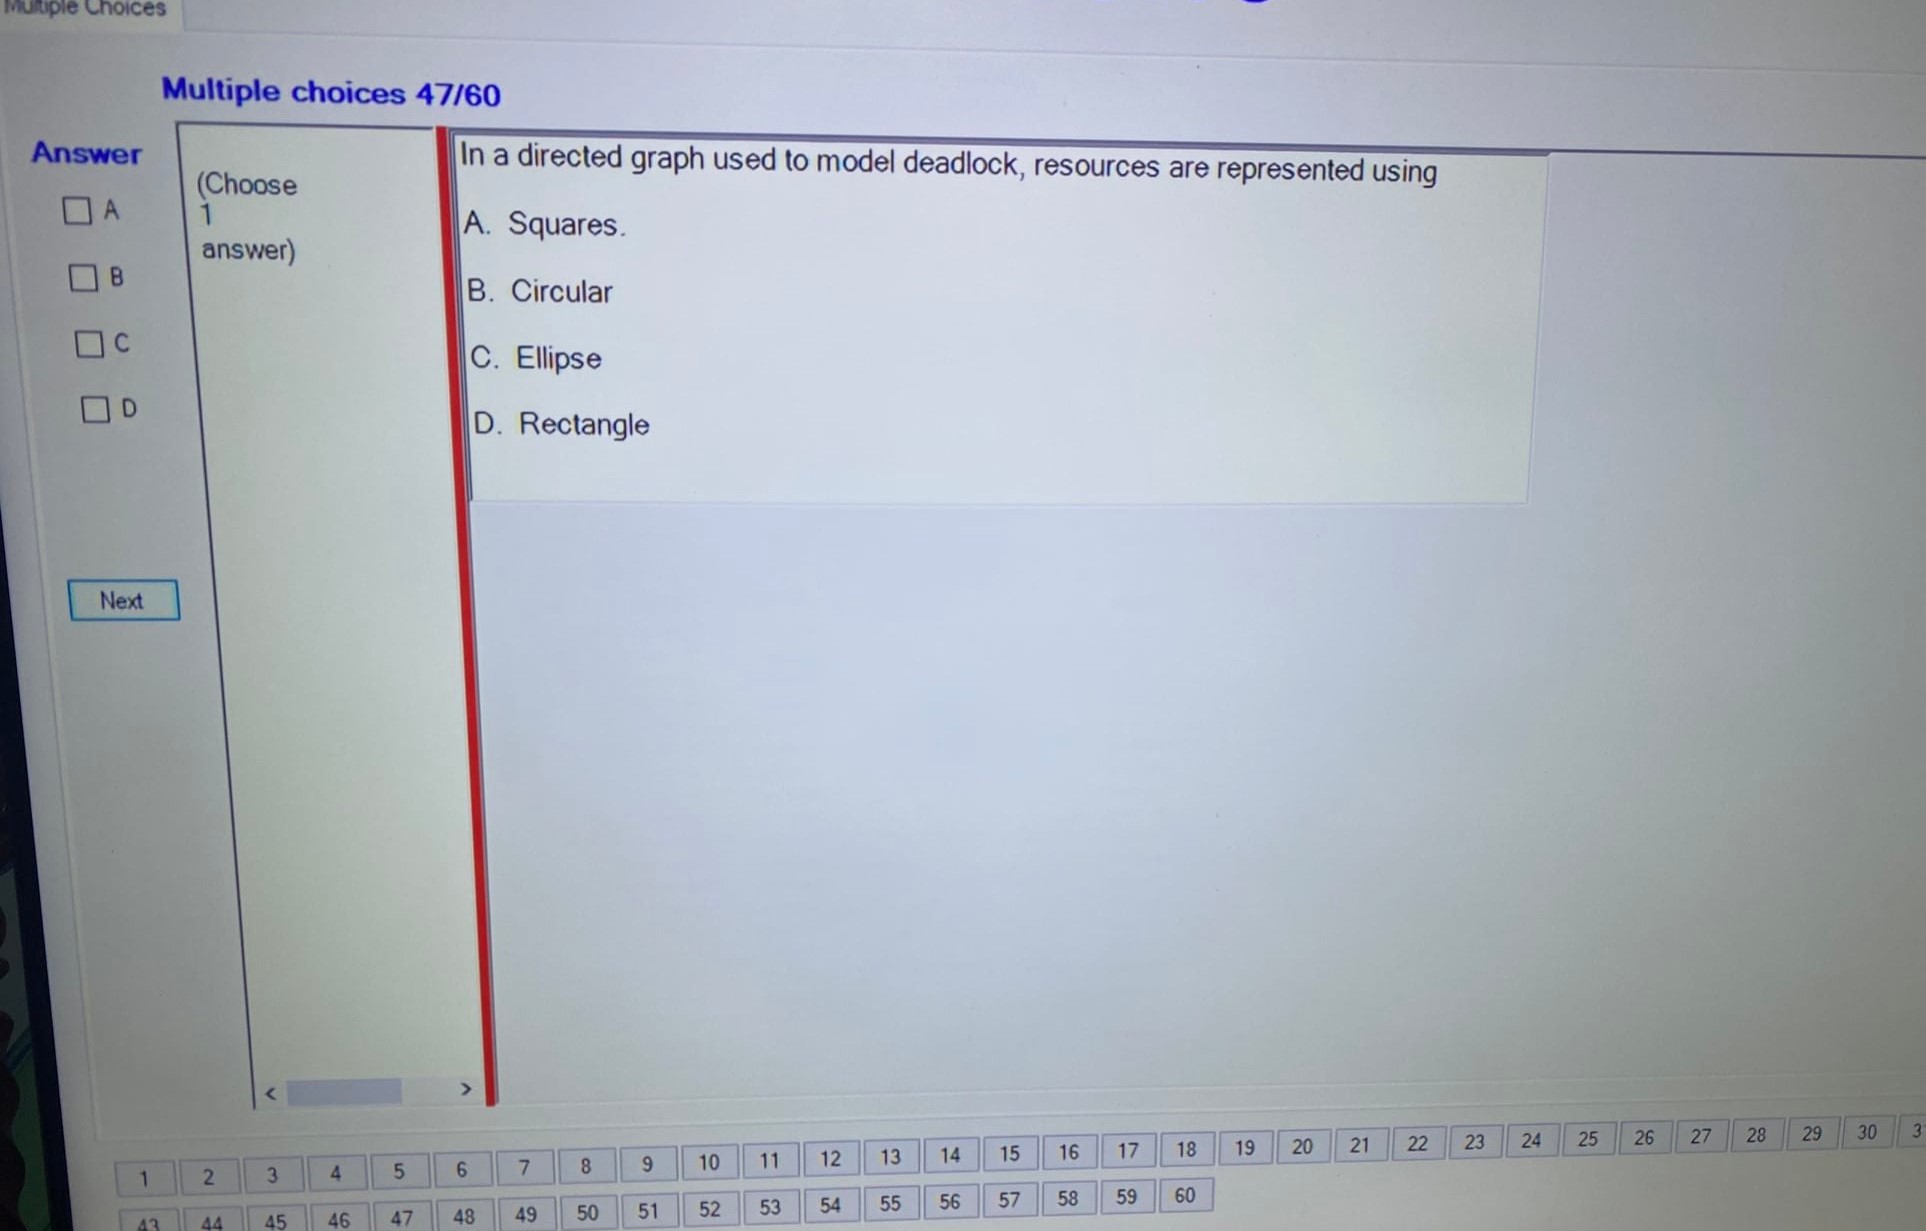 Multiple Choices
Multiple choices 47/60
Answer
A
B
C
D
Next
(Choose
1
answer)
In a directed graph used to model deadlock, resources are represented using
A. Squares.
B. Circular
C. Ellipse
D. Rectangle
< >
1 2 3 4 5 6 7 8 9 10 11 12 13 14 15 16 17 18 19 20 21 22 23 24 25 26 27 28 29 30
43 44 45 46 47 48 49 50 51 52 53 54 55 56 57 58 59 60